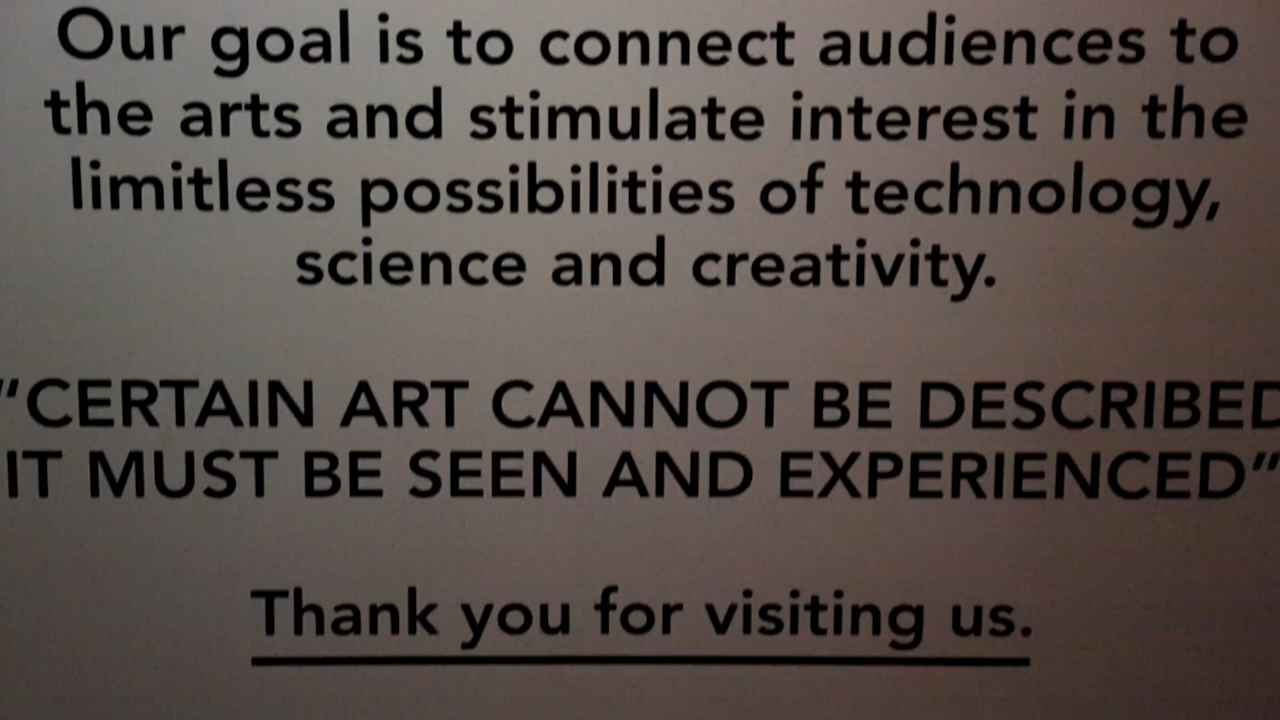 Our goal is to connect audiences to
the arts and stimulate interest in the
limitless possibilities of technology,
science and creativity.
"CERTAIN ART CANNOT BE DESCRIBED
IT MUST BE SEEN AND EXPERIENCED"
Thank you for visiting us.